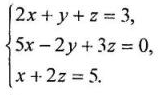 2x + y + z = 3,
5x - 2y + 3z = 0,
x + 2z = 5.